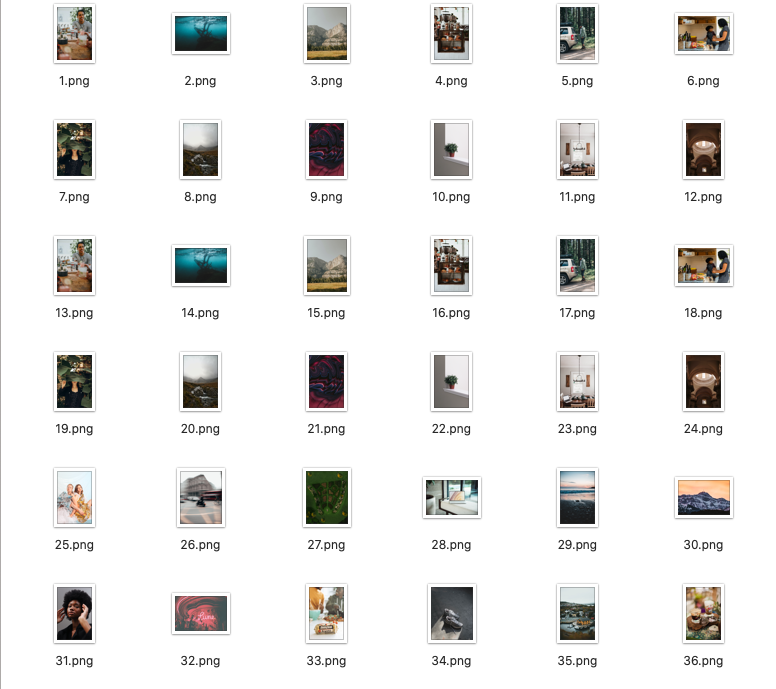 1.png 2.png 3.png 4.png 5.png 6.png
7.png 8.png 9.png 10.png 11.png 12.png
13.png 14.png 15.png 16.png 17.png 18.png
19.png 20.png 21.png 22.png 23.png 24.png
25.png 26.png 27.png 28.png 29.png 30.png
31.png 32.png 33.png 34.png 35.png 36.png